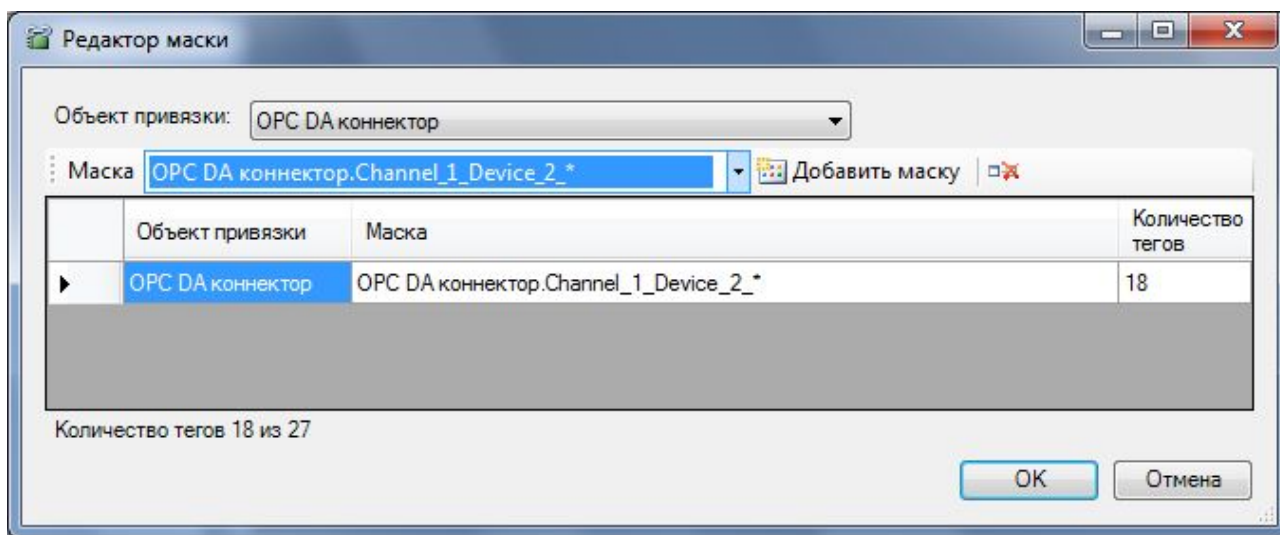 Редактор маски
Объект привязки: OPC DA коннектор
Маска OPC DA коннектор.Channel_1_Device_2_* Добавить маску
Объект привязки Маска Количество тегов
OPC DA коннектор OPC DA коннектор.Channel_1_Device_2_* 18
Количество тегов 18 из 27
OK Отмена